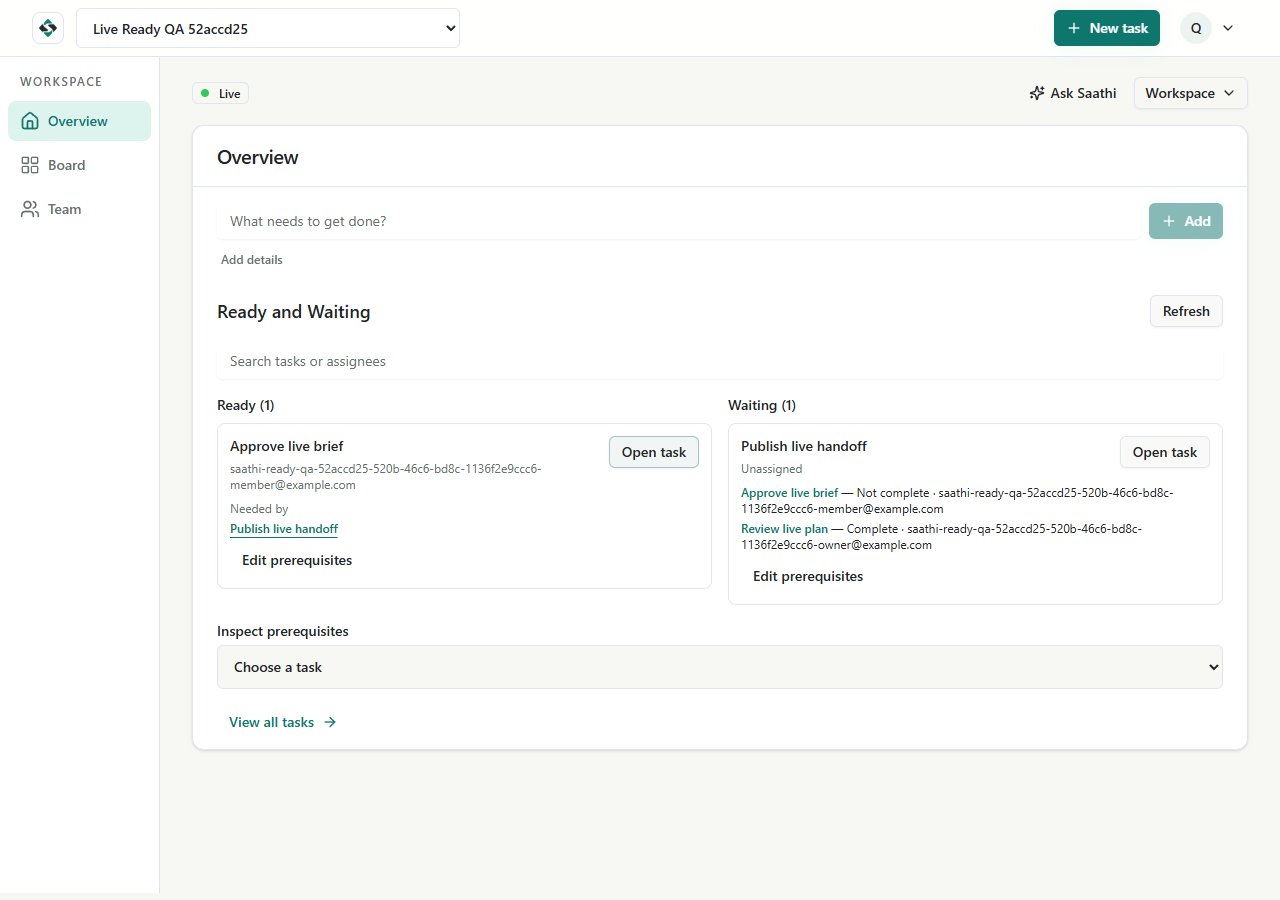 Live Ready QA 52accd25
New task
Q
WORKSPACE
Overview
Board
Team
Live
Ask Saathi
Workspace
Overview
What needs to get done?
Add
Add details
Ready and Waiting
Refresh
Search tasks or assignees
Ready (1)
Approve live brief
Open task
saathi-ready-qa-52accd25-520b-46c6-bd8c-1136f2e9ccc6-
member@example.com
Needed by
Publish live handoff
Edit prerequisites
Waiting (1)
Publish live handoff
Open task
Unassigned
Approve live brief — Not complete · saathi-ready-qa-52accd25-520b-46c6-bd8c-
1136f2e9ccc6-member@example.com
Review live plan — Complete · saathi-ready-qa-52accd25-520b-46c6-bd8c-
1136f2e9ccc6-owner@example.com
Edit prerequisites
Inspect prerequisites
Choose a task
View all tasks